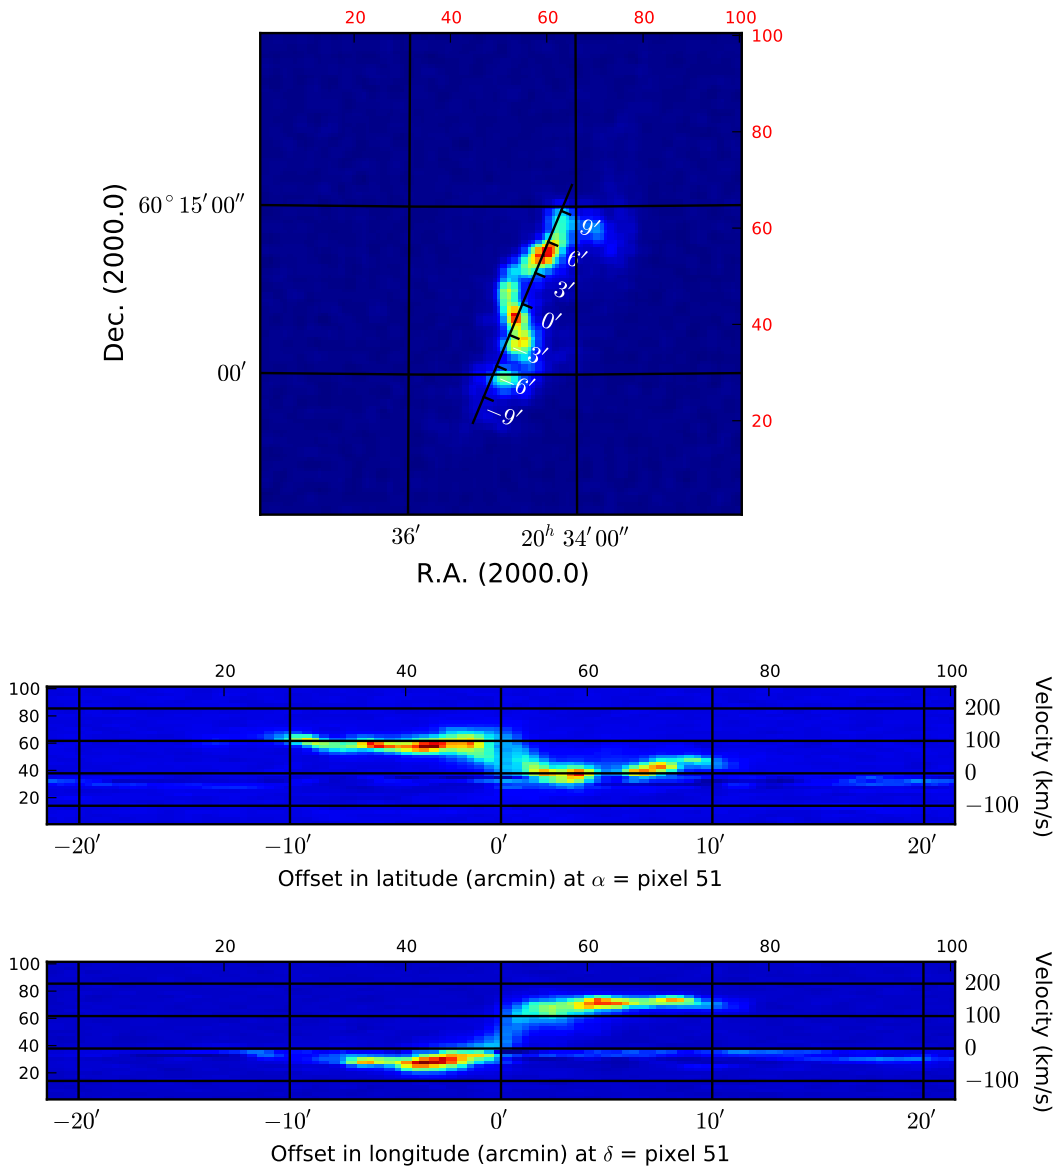 20 40 60 80 100
100
80
60° 15′ 00″
60
9′
6′
3′
0′
40
−3′
00′
−6′
−9′
20
Dec. (2000.0)
36′ 20ʰ 34′ 00″
R.A. (2000.0)
20 40 60 80 100
100
80
60
40
20
200
100
0
−100
Velocity (km/s)
−20′ −10′ 0′ 10′ 20′
Offset in latitude (arcmin) at α = pixel 51
20 40 60 80 100
100
80
60
40
20
200
100
0
−100
Velocity (km/s)
−20′ −10′ 0′ 10′ 20′
Offset in longitude (arcmin) at δ = pixel 51